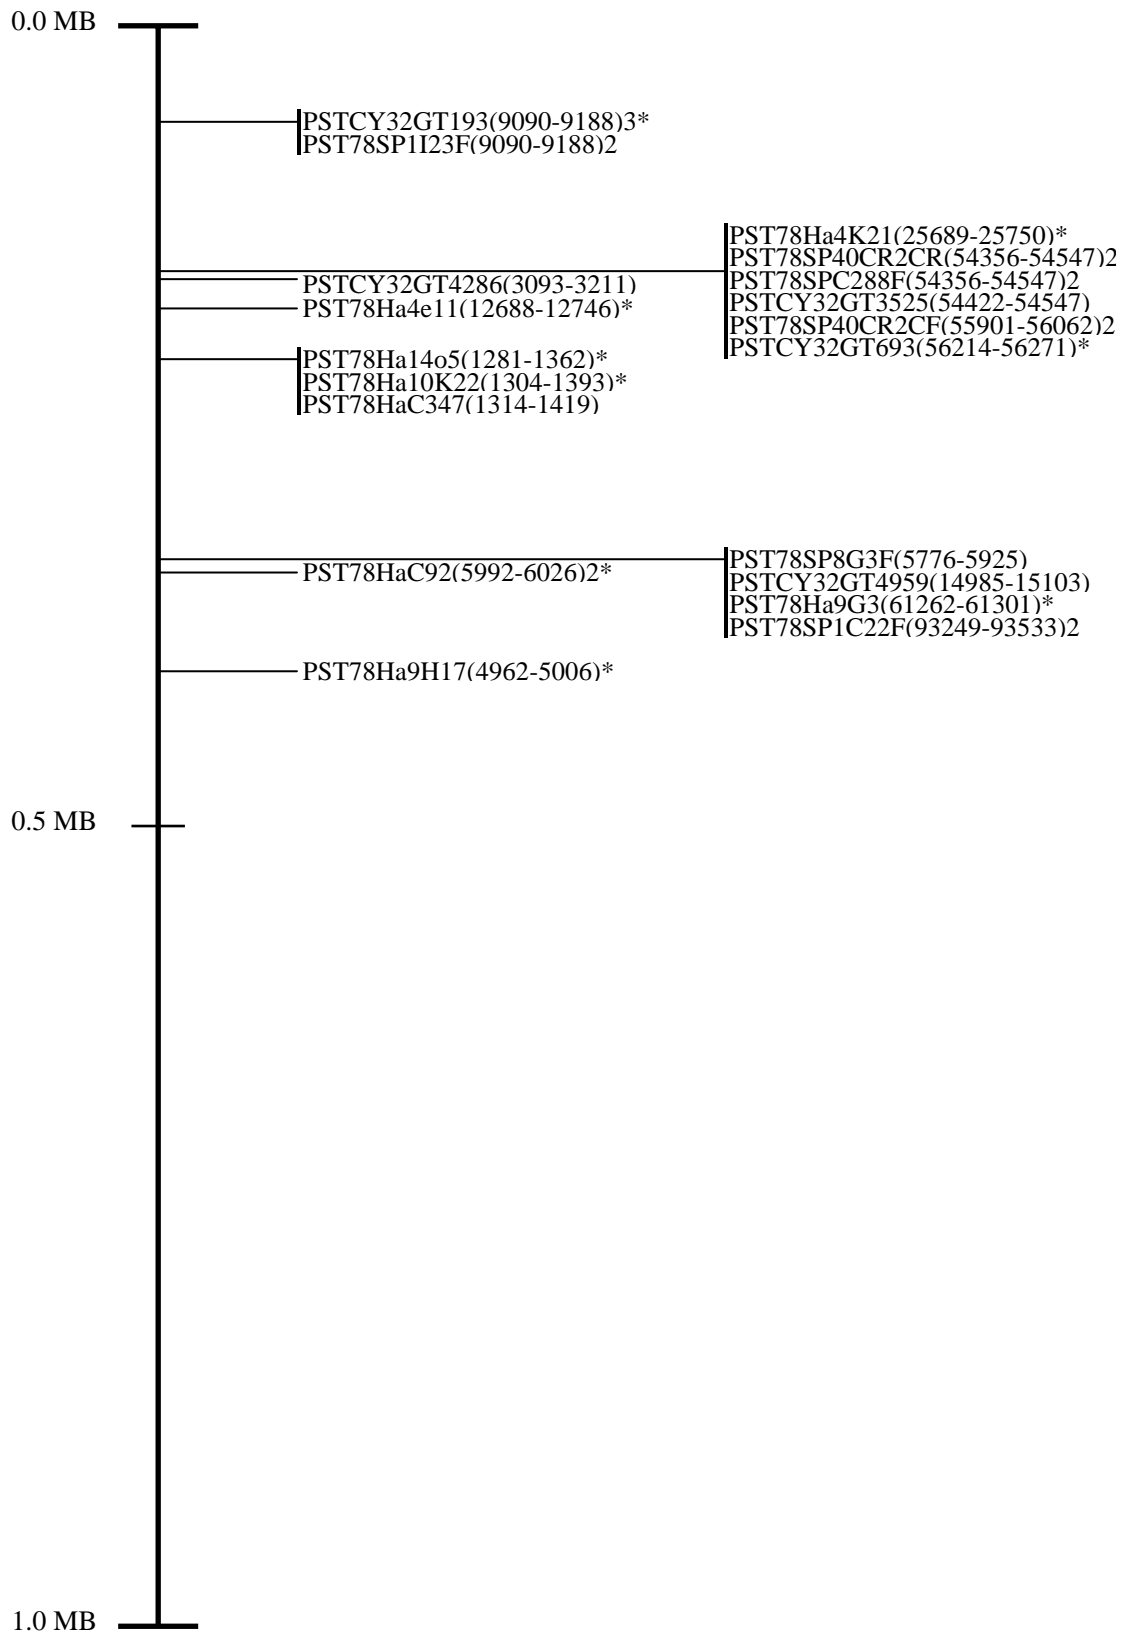 0.0 MB
PSTCY32GT193(9090-9188)3*
PST78SP1I23F(9090-9188)2
PST78Ha4K21(25689-25750)*
PST78SP40CR2CR(54356-54547)2
PST78SPC288F(54356-54547)2
PSTCY32GT3525(54422-54547)
PST78SP40CR2CF(55901-56062)2
PSTCY32GT693(56214-56271)*
PSTCY32GT4286(3093-3211)
PST78Ha4e11(12688-12746)*
PST78Ha14o5(1281-1362)*
PST78Ha10K22(1304-1393)*
PST78HaC347(1314-1419)
PST78SP8G3F(5776-5925)
PSTCY32GT4959(14985-15103)
PST78Ha9G3(61262-61301)*
PST78SP1C22F(93249-93533)2
PST78HaC92(5992-6026)2*
PST78Ha9H17(4962-5006)*
0.5 MB
1.0 MB